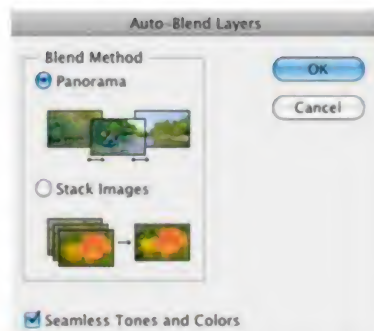 Auto-Blend Layers
Blend Method
Panorama
OK
Cancel
Stack Images
Seamless Tones and Colors